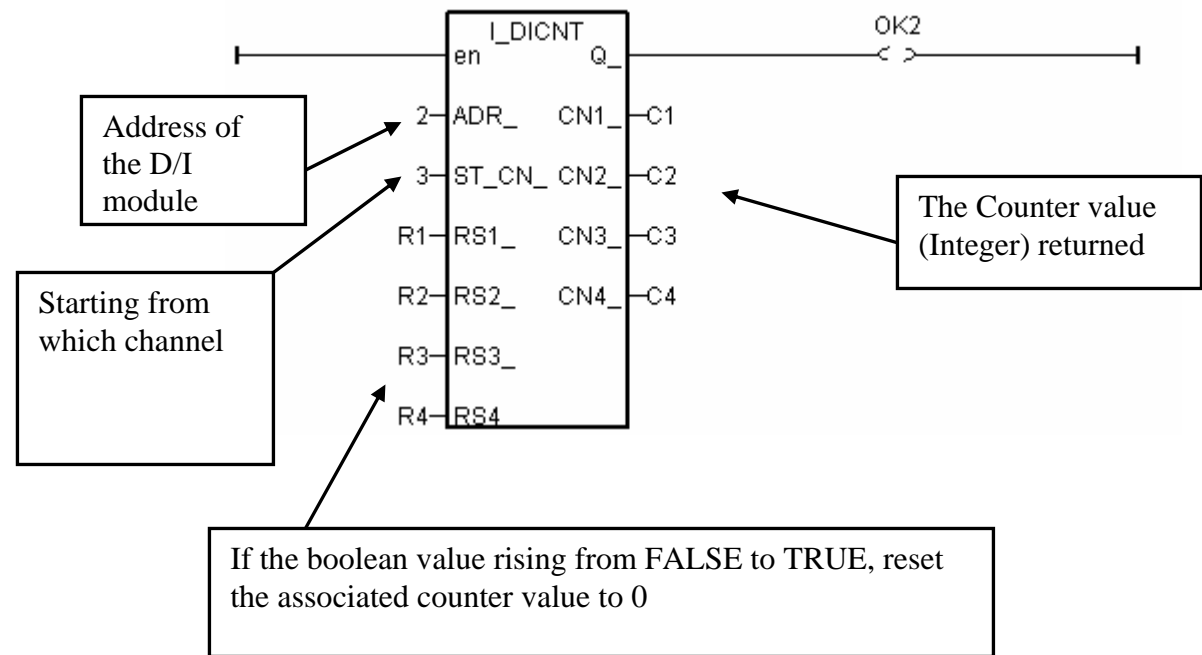 I_DICNT
OK2
en Q_
Address of
the D/I
module
2 ADR_ CN1_ C1
3 ST_CN_ CN2_ C2
R1 RS1_ CN3_ C3
R2 RS2_ CN4_ C4
R3 RS3_
R4 RS4
The Counter value
(Integer) returned
Starting from
which channel
If the boolean value rising from FALSE to TRUE, reset
the associated counter value to 0